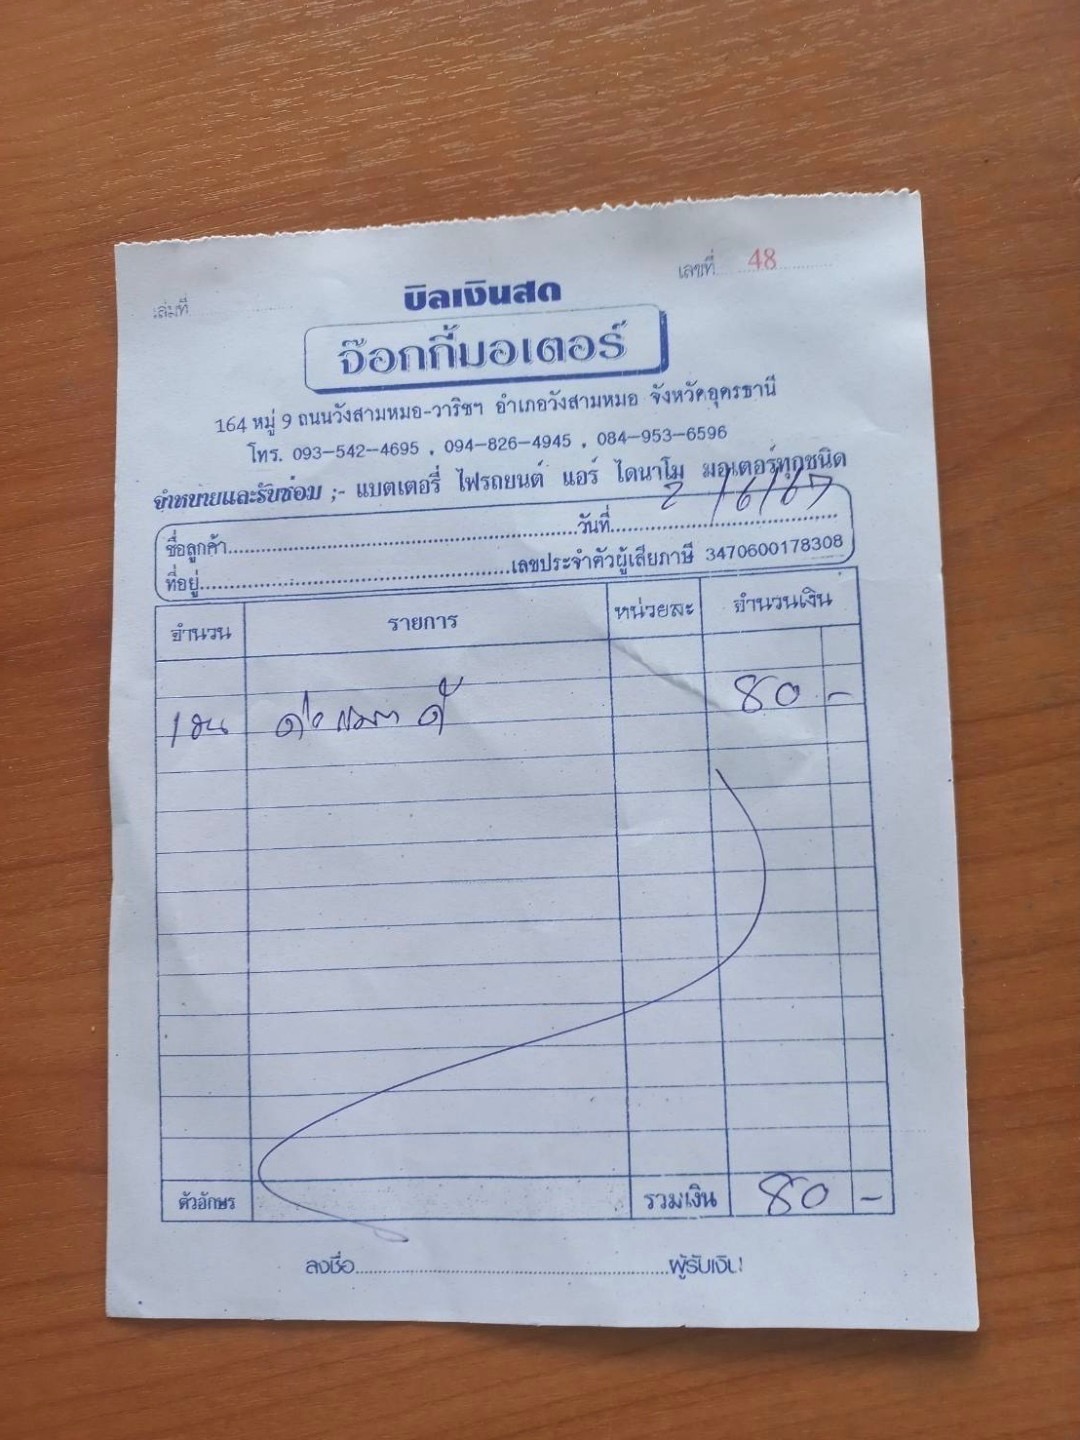 เล่มที่ เลขที่ 48
บิลเงินสด
จ๊อกกี้มอเตอร์
164 หมู่ 9 ถนนวังสามหมอ-วาริชฯ อำเภอวังสามหมอ จังหวัดอุดรธานี
โทร. 093-542-4695 , 094-826-4945 , 084-953-6596
จำหน่ายและรับซ่อม ;- แบตเตอรี่ ไฟรถยนต์ แอร์ ไดนาโม มอเตอร์ทุกชนิด
ชื่อลูกค้า วันที่ 2/6/67
ที่อยู่ เลขประจำตัวผู้เสียภาษี 3470600178308
จำนวน รายการ หน่วยละ จำนวนเงิน
1 80 -
ตัวอักษร รวมเงิน 80 -
ลงชื่อ ผู้รับเงิน